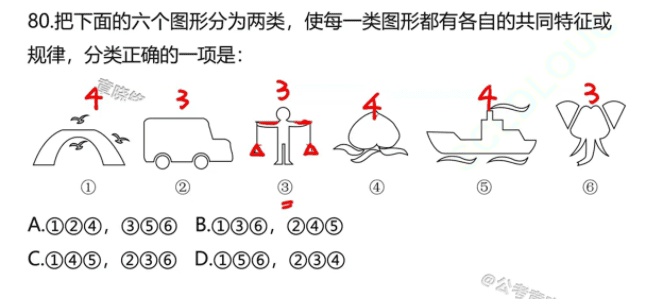 80.把下面的六个图形分为两类，使每一类图形都有各自的共同特征或
规律，分类正确的一项是：
4 3 3 4 4 3
① ② ③ ④ ⑤ ⑥
A.①②④，③⑤⑥ B.①③⑥，②④⑤
C.①④⑤，②③⑥ D.①⑤⑥，②③④
@公考